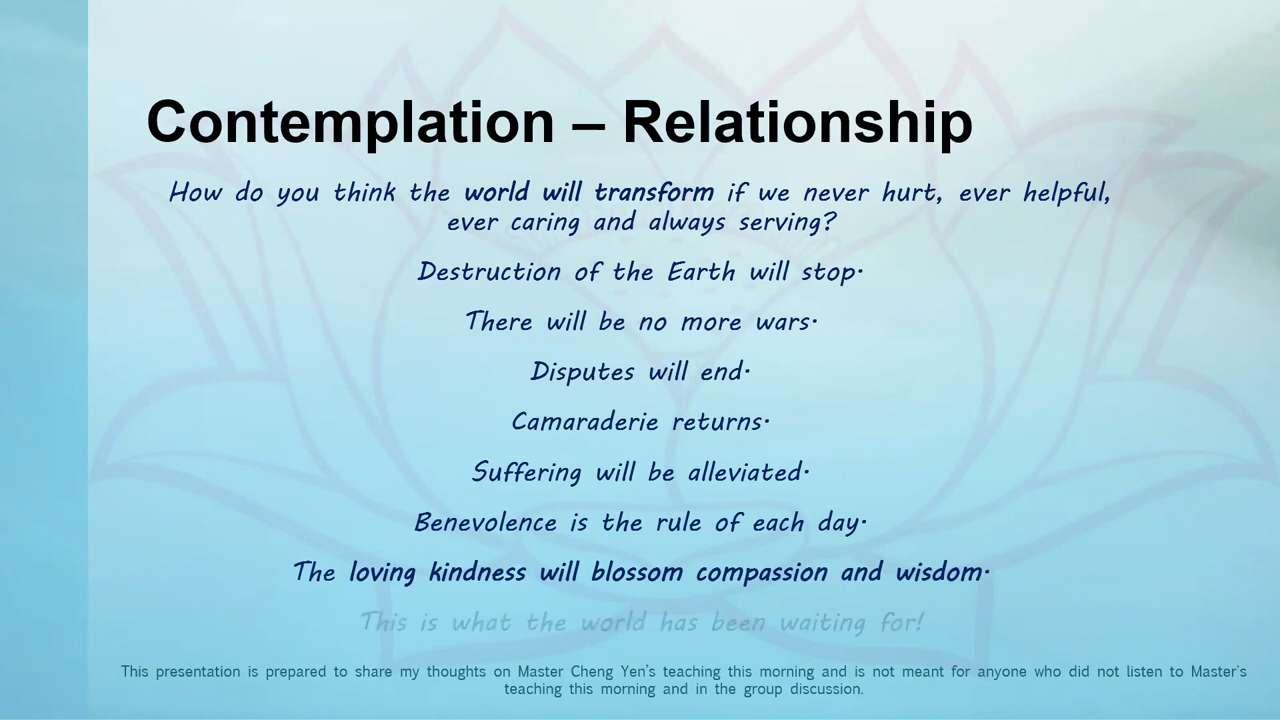 Contemplation – Relationship
How do you think the world will transform if we never hurt, ever helpful,
ever caring and always serving?
Destruction of the Earth will stop.
There will be no more wars.
Disputes will end.
Camaraderie returns.
Suffering will be alleviated.
Benevolence is the rule of each day.
The loving kindness will blossom compassion and wisdom.
This is what the world has been waiting for!
This presentation is prepared to share my thoughts on Master Cheng Yen's teaching this morning and is not meant for anyone who did not listen to Master's
teaching this morning and in the group discussion.